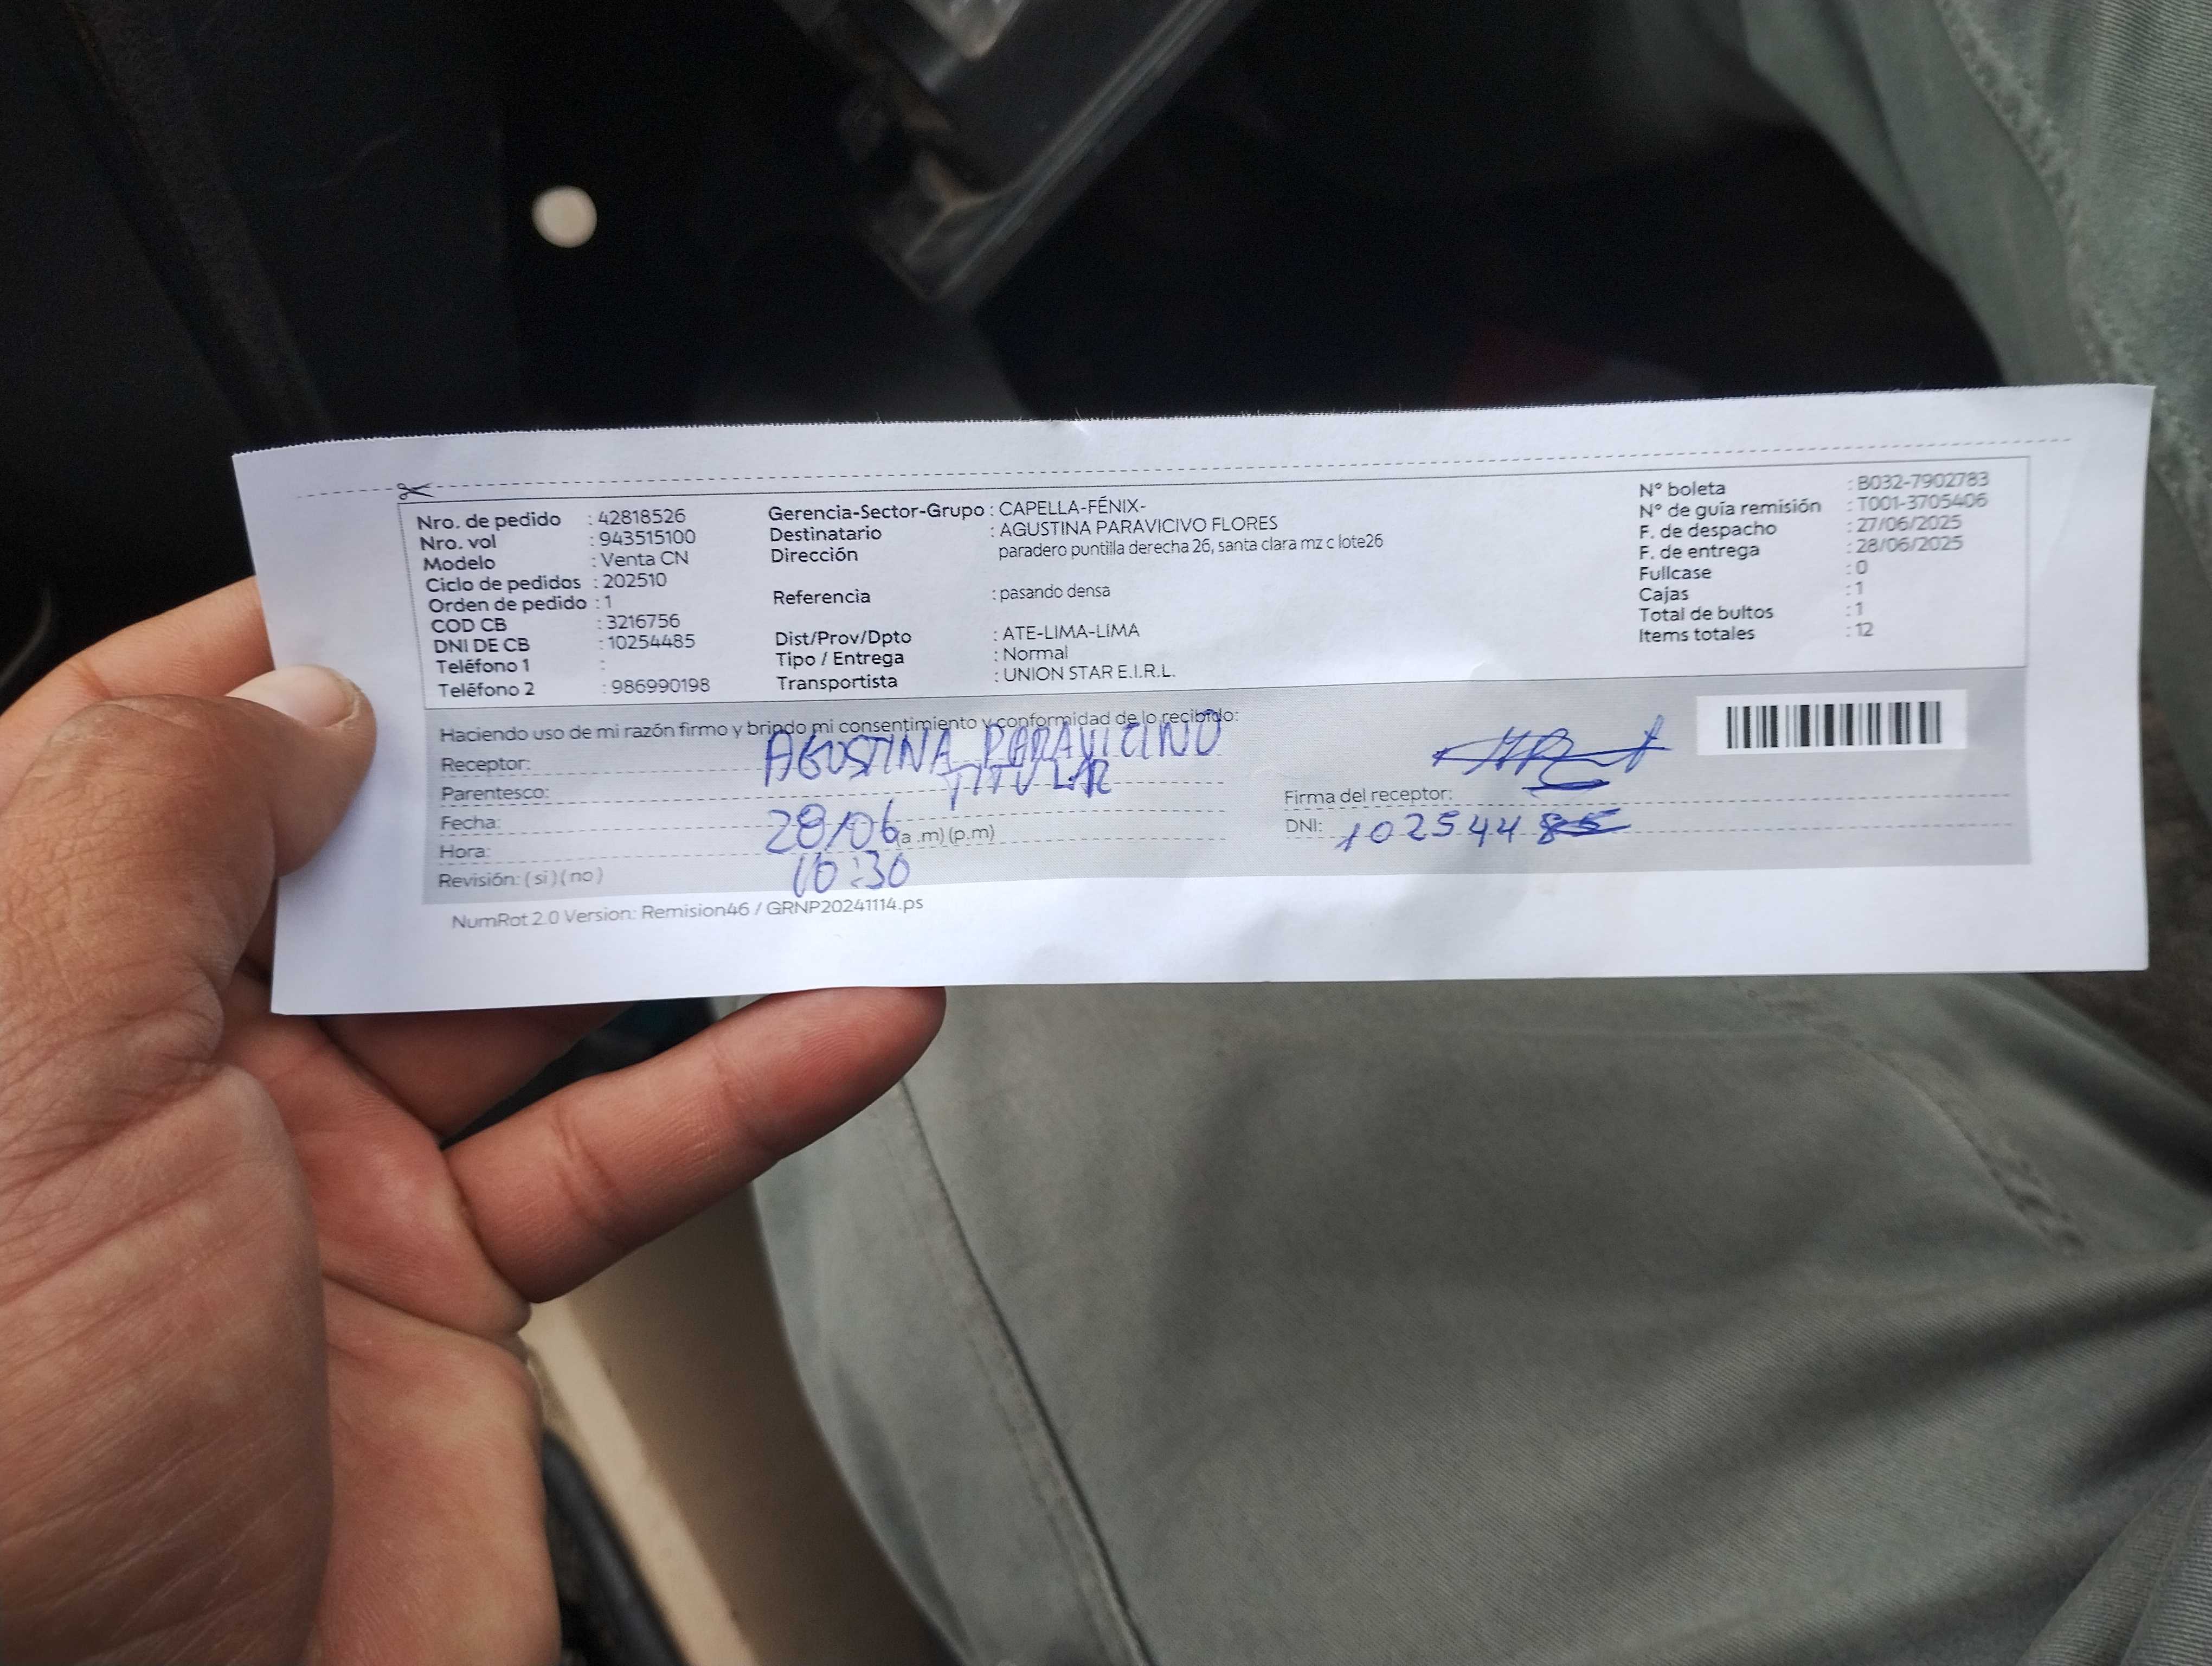 Nro. de pedido : 42818526
Nro. vol : 943515100
Modelo : Venta CN
Ciclo de pedidos : 202510
Orden de pedido : 1
COD CB : 3216756
DNI DE CB : 10254485
Teléfono 1 :
Teléfono 2 : 986990198
Gerencia-Sector-Grupo : CAPELLA-FÉNIX-
Destinatario : AGUSTINA PARAVICIVO FLORES
Dirección paradero puntilla derecha 26, santa clara mz c lote26
Referencia : pasando densa
Dist/Prov/Dpto : ATE-LIMA-LIMA
Tipo / Entrega : Normal
Transportista : UNION STAR E.I.R.L.
N° boleta : B032-7902783
N° de guía remisión : T001-3705406
F. de despacho : 27/06/2025
F. de entrega : 28/06/2025
Fullcase : 0
Cajas : 1
Total de bultos : 1
Items totales : 12
Haciendo uso de mi razón firmo y brindo mi consentimiento y conformidad de lo recibido:
Receptor: AGUSTINA PARAVICINO
Parentesco: TITULAR
Fecha: 28/06
Hora: (a .m) (p.m) 10:30
Revisión: ( si ) ( no )
Firma del receptor:
DNI: 10254485
NumRot 2.0 Version: Remision46 / GRNP20241114.ps